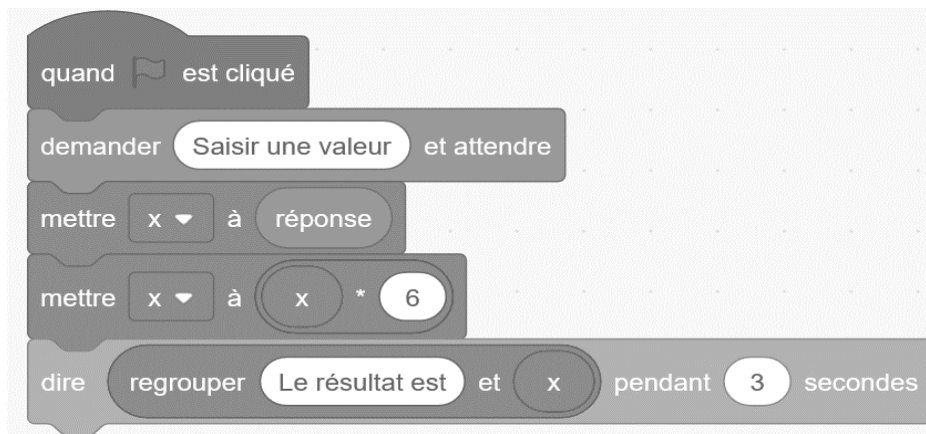 quand est cliqué
demander Saisir une valeur et attendre
mettre x à réponse
mettre x à x * 6
dire regrouper Le résultat est et x pendant 3 secondes